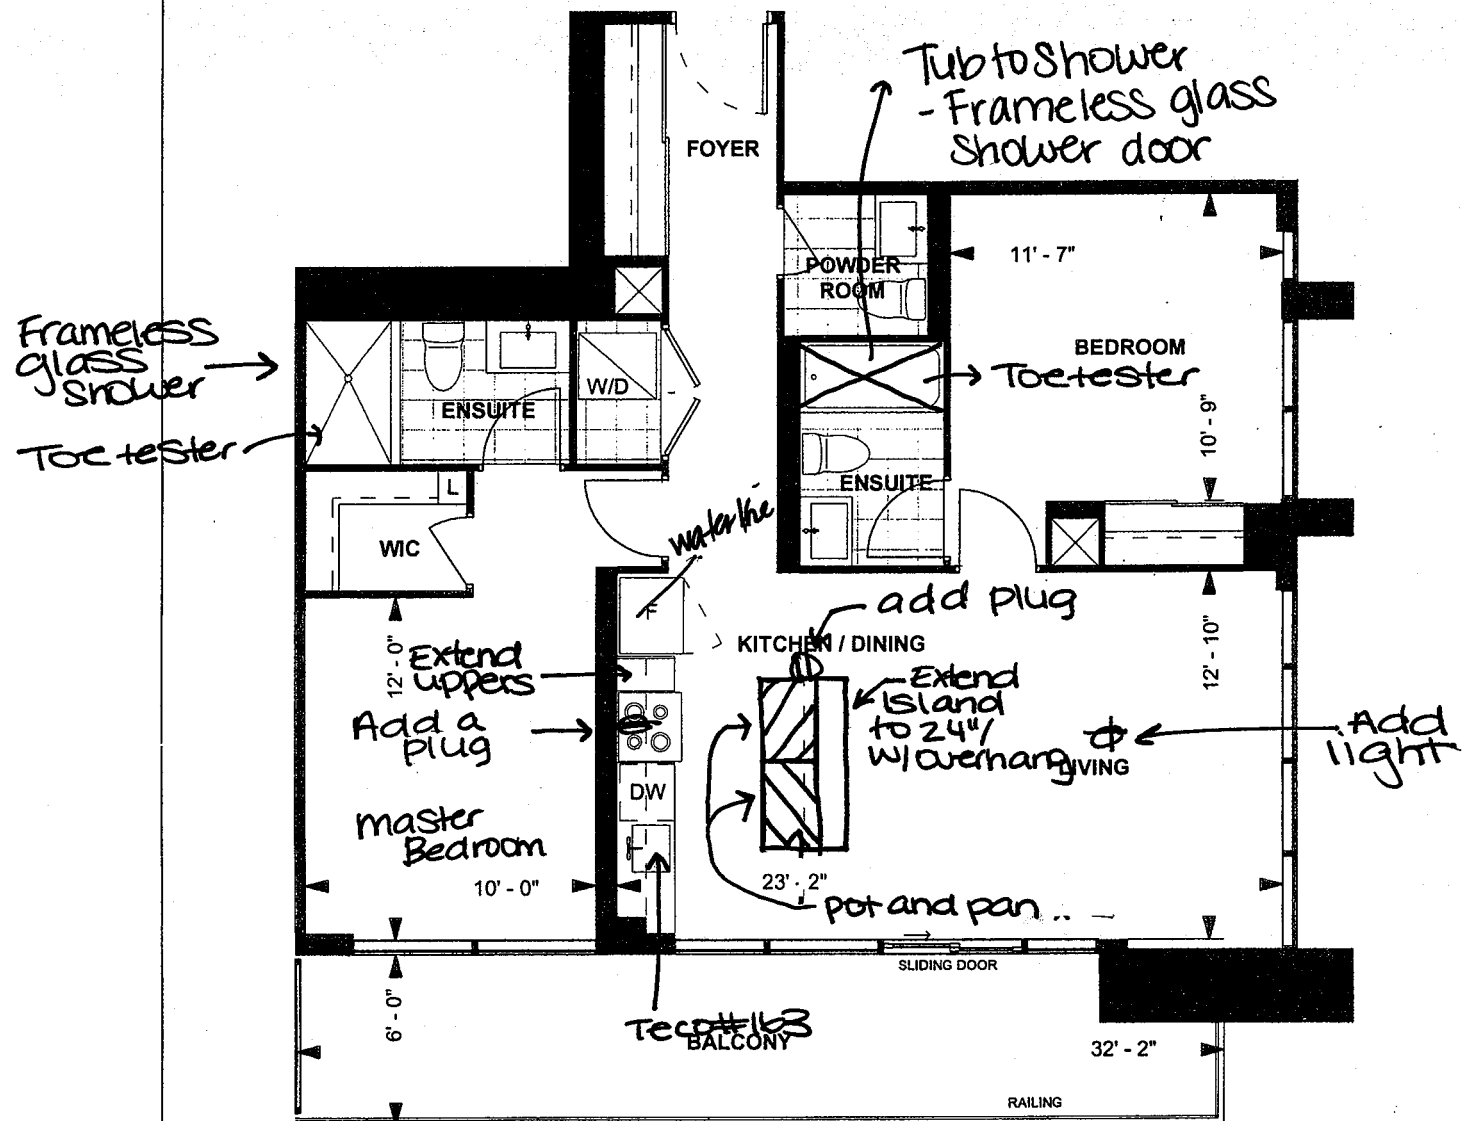 Tub to Shower
- Frameless glass
Shower door
FOYER
POWDER
ROOM
11' - 7"
BEDROOM
Toe tester
10' - 9"
Frameless
glass
Shower
Toe tester
ENSUITE
W/D
ENSUITE
L
WIC
water line
F
add plug
KITCHEN / DINING
12' - 0"
Extend
uppers
Add a
plug
Extend
Island
to 24"/
W/overhang
12' - 10"
Add
light
LIVING
DW
master
Bedroom
10' - 0"
23' - 2"
pot and pan ..
SLIDING DOOR
6' - 0"
BALCONY
32' - 2"
RAILING